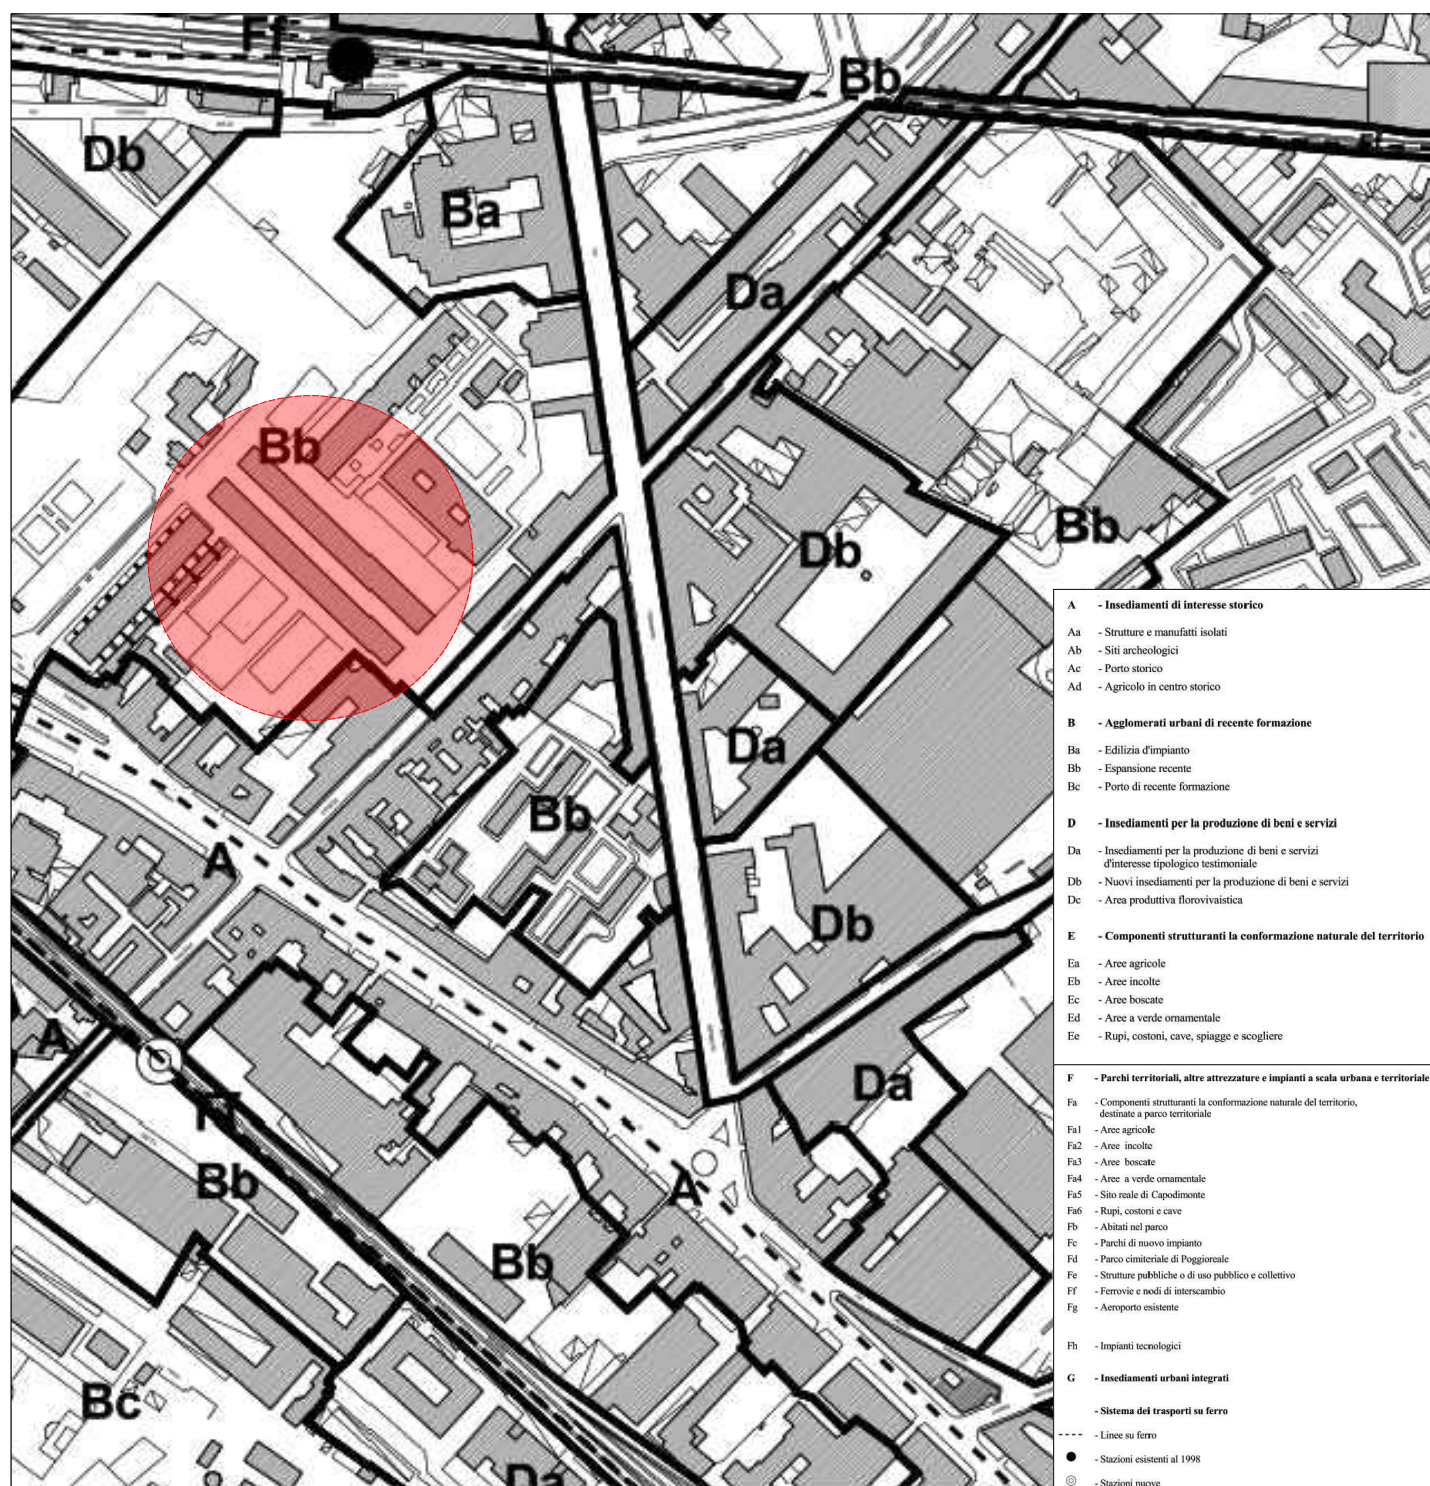 Ff
Bb
Db
Ba
Da
Bb
Db
Bb
Da
Bb
A
Db
A
Ff
Da
Bb
A
Bb
Bc
Da
A - Insediamenti di interesse storico
Aa - Strutture e manufatti isolati
Ab - Siti archeologici
Ac - Porto storico
Ad - Agricolo in centro storico
B - Agglomerati urbani di recente formazione
Ba - Edilizia d'impianto
Bb - Espansione recente
Bc - Porto di recente formazione
D - Insediamenti per la produzione di beni e servizi
Da - Insediamenti per la produzione di beni e servizi
d'interesse tipologico testimoniale
Db - Nuovi insediamenti per la produzione di beni e servizi
Dc - Area produttiva florovivaistica
E - Componenti strutturanti la conformazione naturale del territorio
Ea - Aree agricole
Eb - Aree incolte
Ec - Aree boscate
Ed - Aree a verde ornamentale
Ee - Rupi, costoni, cave, spiagge e scogliere
F - Parchi territoriali, altre attrezzature e impianti a scala urbana e territoriale
Fa - Componenti strutturanti la conformazione naturale del territorio,
destinate a parco territoriale
Fa1 - Aree agricole
Fa2 - Aree incolte
Fa3 - Aree boscate
Fa4 - Aree a verde ornamentale
Fa5 - Sito reale di Capodimonte
Fa6 - Rupi, costoni e cave
Fb - Abitati nel parco
Fc - Parchi di nuovo impianto
Fd - Parco cimiteriale di Poggioreale
Fe - Strutture pubbliche o di uso pubblico e collettivo
Ff - Ferrovie e nodi di interscambio
Fg - Aeroporto esistente
Fh - Impianti tecnologici
G - Insediamenti urbani integrati
- Sistema dei trasporti su ferro
- Linee su ferro
- Stazioni esistenti al 1998
- Stazioni nuove